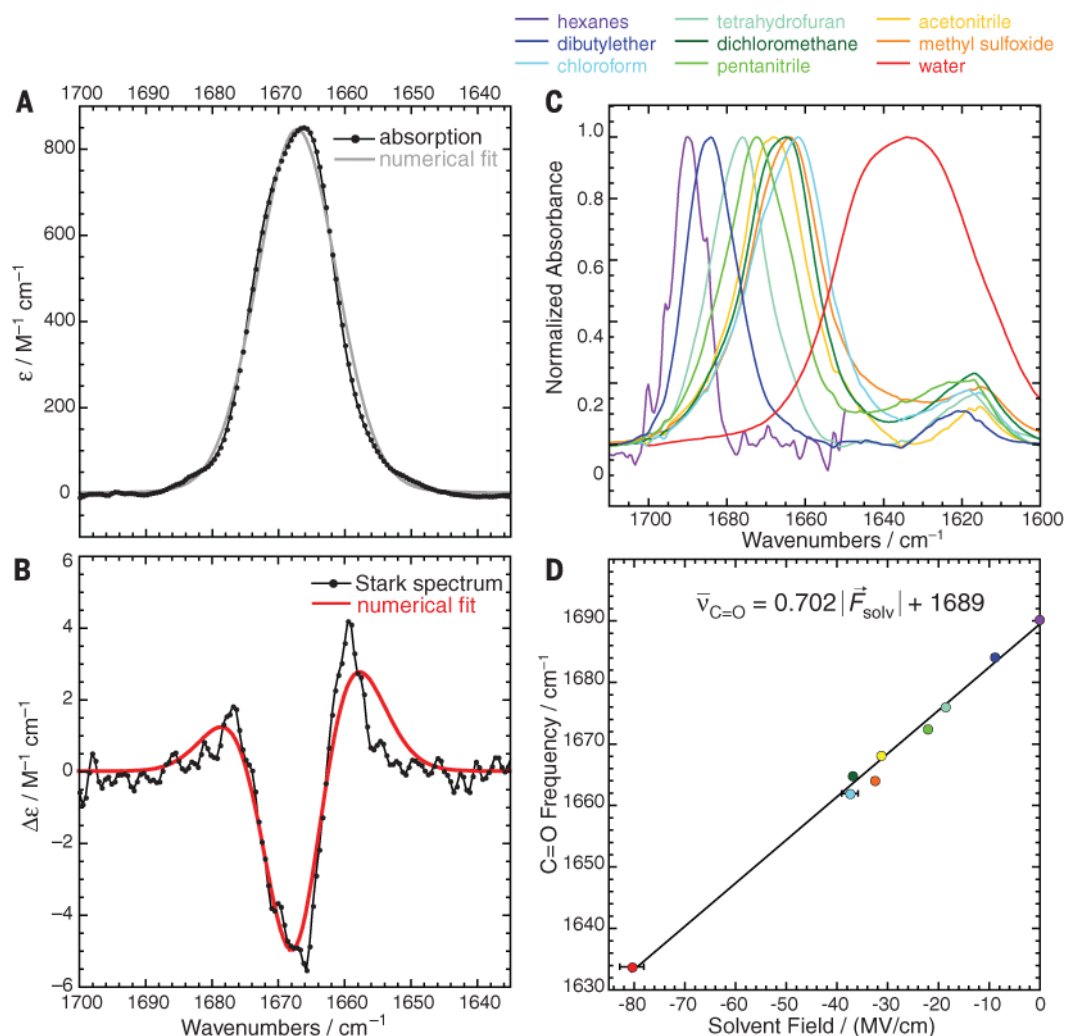 hexanes tetrahydrofuran acetonitrile
dibutylether dichloromethane methyl sulfoxide
chloroform pentanitrile water
A
1700 1690 1680 1670 1660 1650 1640
absorption
numerical fit
800
600
400
200
0
ε / M⁻¹ cm⁻¹
B
6
4
2
0
-2
-4
-6
Δε / M⁻¹ cm⁻¹
Stark spectrum
numerical fit
1700 1690 1680 1670 1660 1650 1640
Wavenumbers / cm⁻¹
C
1.0
0.8
0.6
0.4
0.2
0
Normalized Absorbance
1700 1680 1660 1640 1620 1600
Wavenumbers / cm⁻¹
D
ν̄C=O = 0.702 |F⃗solv| + 1689
1690
1680
1670
1660
1650
1640
1630
C=O Frequency / cm⁻¹
-80 -70 -60 -50 -40 -30 -20 -10 0
Solvent Field / (MV/cm)